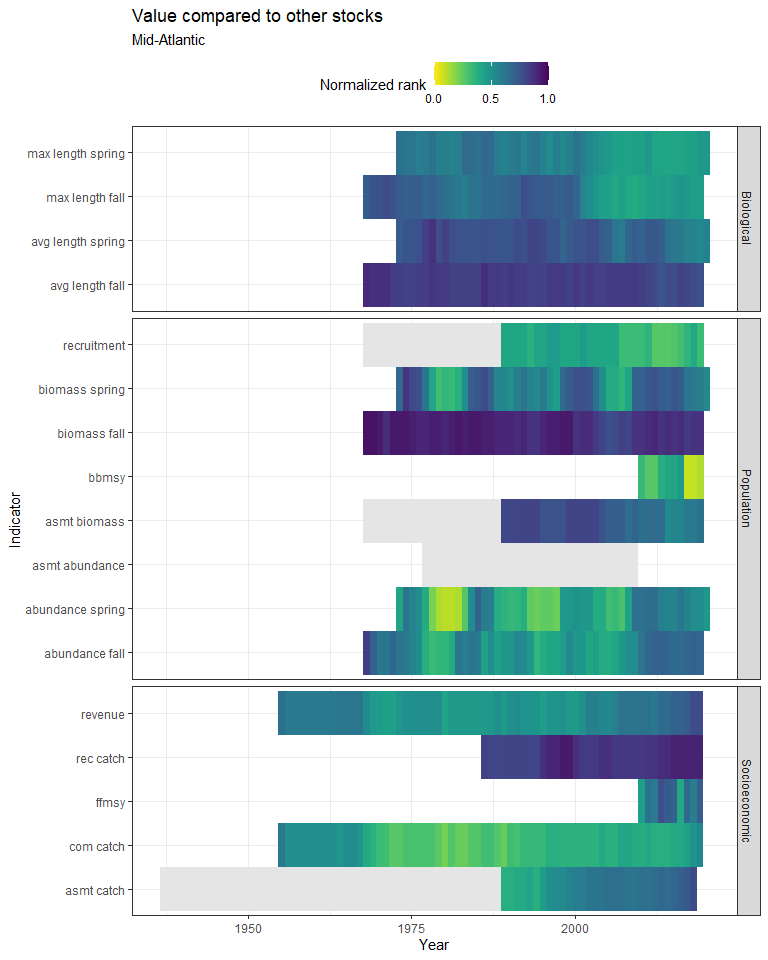 Value compared to other stocks
Mid-Atlantic
Normalized rank
0.0 0.5 1.0
max length spring
max length fall
avg length spring
avg length fall
Biological
recruitment
biomass spring
biomass fall
bbmsy
asmt biomass
asmt abundance
abundance spring
abundance fall
Population
revenue
rec catch
ffmsy
com catch
asmt catch
Socioeconomic
Indicator
1950 1975 2000
Year